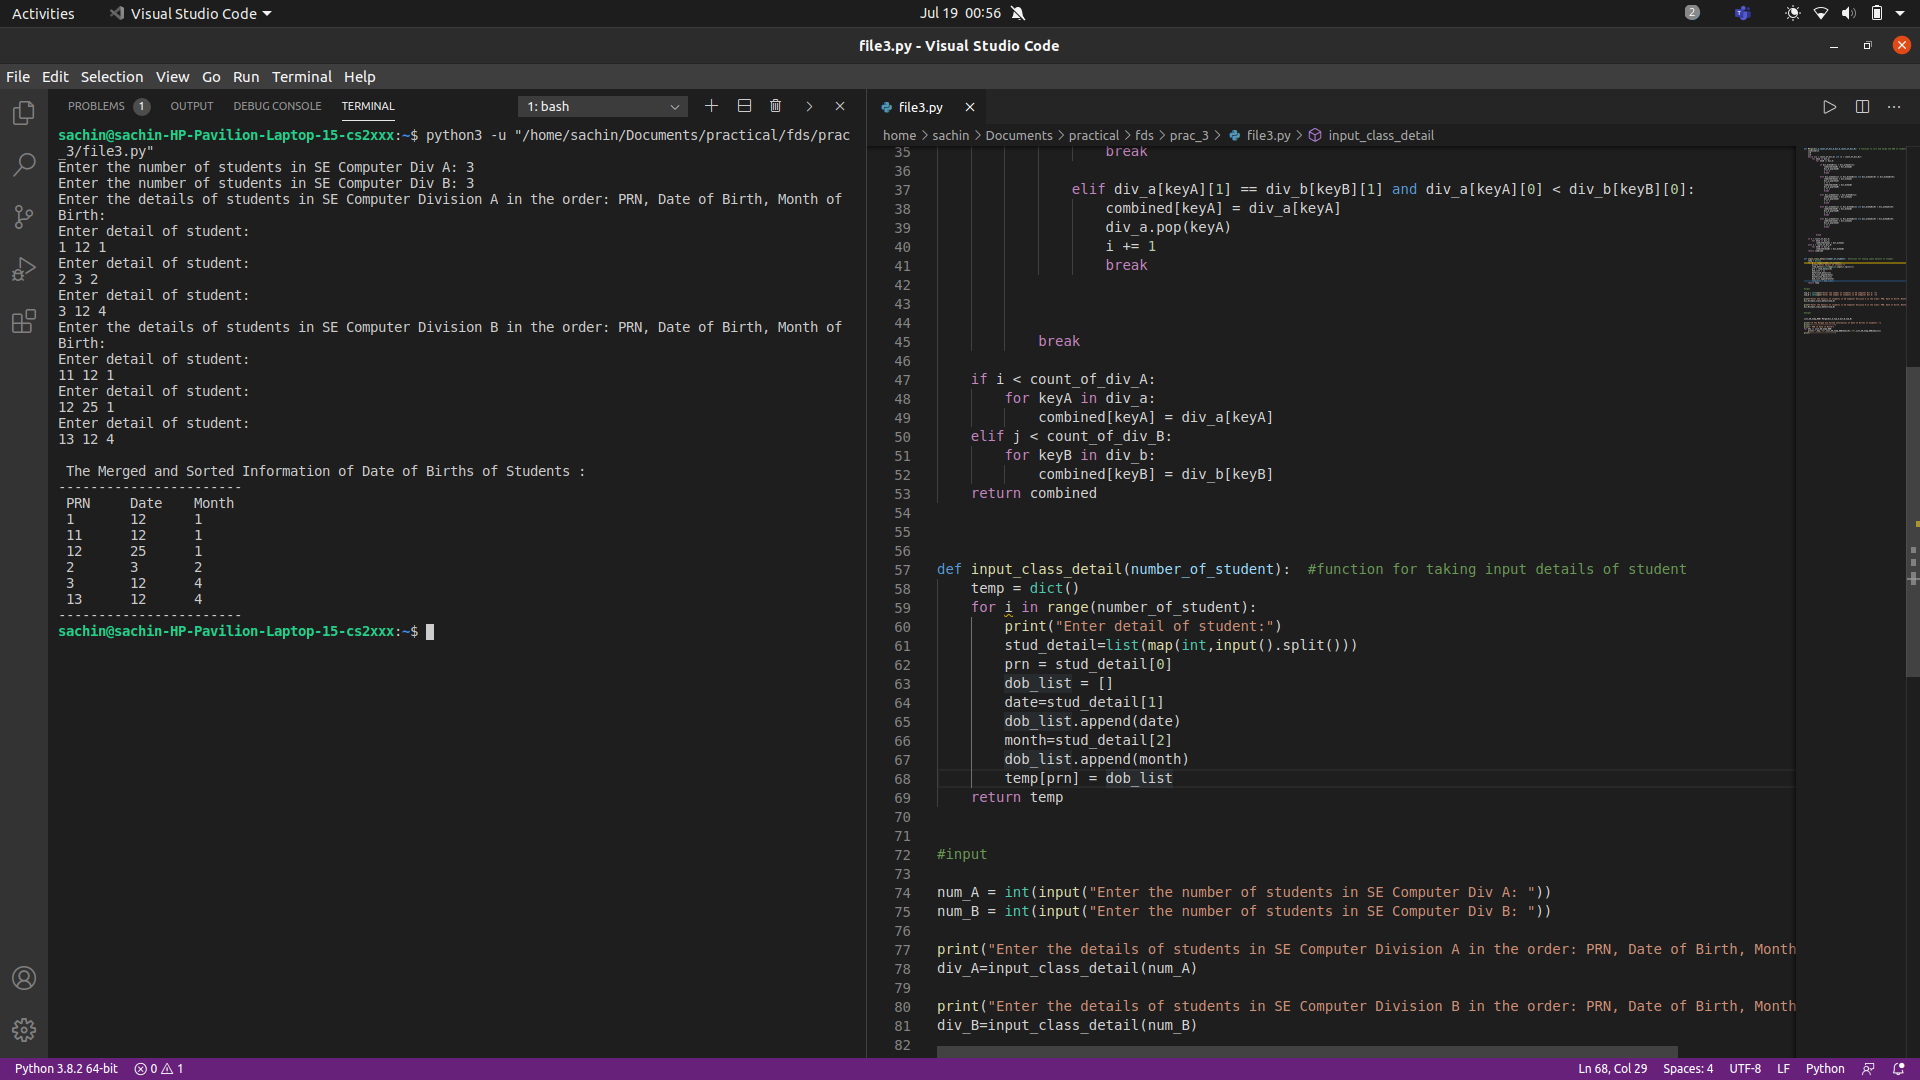 Activities Visual Studio Code Jul 19 00:56 2
file3.py - Visual Studio Code
File Edit Selection View Go Run Terminal Help
PROBLEMS 1 OUTPUT DEBUG CONSOLE TERMINAL 1: bash
sachin@sachin-HP-Pavilion-Laptop-15-cs2xxx:~$ python3 -u "/home/sachin/Documents/practical/fds/prac
_3/file3.py"
Enter the number of students in SE Computer Div A: 3
Enter the number of students in SE Computer Div B: 3
Enter the details of students in SE Computer Division A in the order: PRN, Date of Birth, Month of
Birth:
Enter detail of student:
1 12 1
Enter detail of student:
2 3 2
Enter detail of student:
3 12 4
Enter the details of students in SE Computer Division B in the order: PRN, Date of Birth, Month of
Birth:
Enter detail of student:
11 12 1
Enter detail of student:
12 25 1
Enter detail of student:
13 12 4
The Merged and Sorted Information of Date of Births of Students :
-----------------------
PRN Date Month
1 12 1
11 12 1
12 25 1
2 3 2
3 12 4
13 12 4
-----------------------
sachin@sachin-HP-Pavilion-Laptop-15-cs2xxx:~$
file3.py
home > sachin > Documents > practical > fds > prac_3 > file3.py > input_class_detail
35 break
36
37 elif div_a[keyA][1] == div_b[keyB][1] and div_a[keyA][0] < div_b[keyB][0]:
38 combined[keyA] = div_a[keyA]
39 div_a.pop(keyA)
40 i += 1
41 break
42
43
44
45 break
46
47 if i < count_of_div_A:
48 for keyA in div_a:
49 combined[keyA] = div_a[keyA]
50 elif j < count_of_div_B:
51 for keyB in div_b:
52 combined[keyB] = div_b[keyB]
53 return combined
54
55
56
57 def input_class_detail(number_of_student): #function for taking input details of student
58 temp = dict()
59 for i in range(number_of_student):
60 print("Enter detail of student:")
61 stud_detail=list(map(int,input().split()))
62 prn = stud_detail[0]
63 dob_list = []
64 date=stud_detail[1]
65 dob_list.append(date)
66 month=stud_detail[2]
67 dob_list.append(month)
68 temp[prn] = dob_list
69 return temp
70
71
72 #input
73
74 num_A = int(input("Enter the number of students in SE Computer Div A: "))
75 num_B = int(input("Enter the number of students in SE Computer Div B: "))
76
77 print("Enter the details of students in SE Computer Division A in the order: PRN, Date of Birth, Month
78 div_A=input_class_detail(num_A)
79
80 print("Enter the details of students in SE Computer Division B in the order: PRN, Date of Birth, Month
81 div_B=input_class_detail(num_B)
82
Python 3.8.2 64-bit 0 1 Ln 68, Col 29 Spaces: 4 UTF-8 LF Python